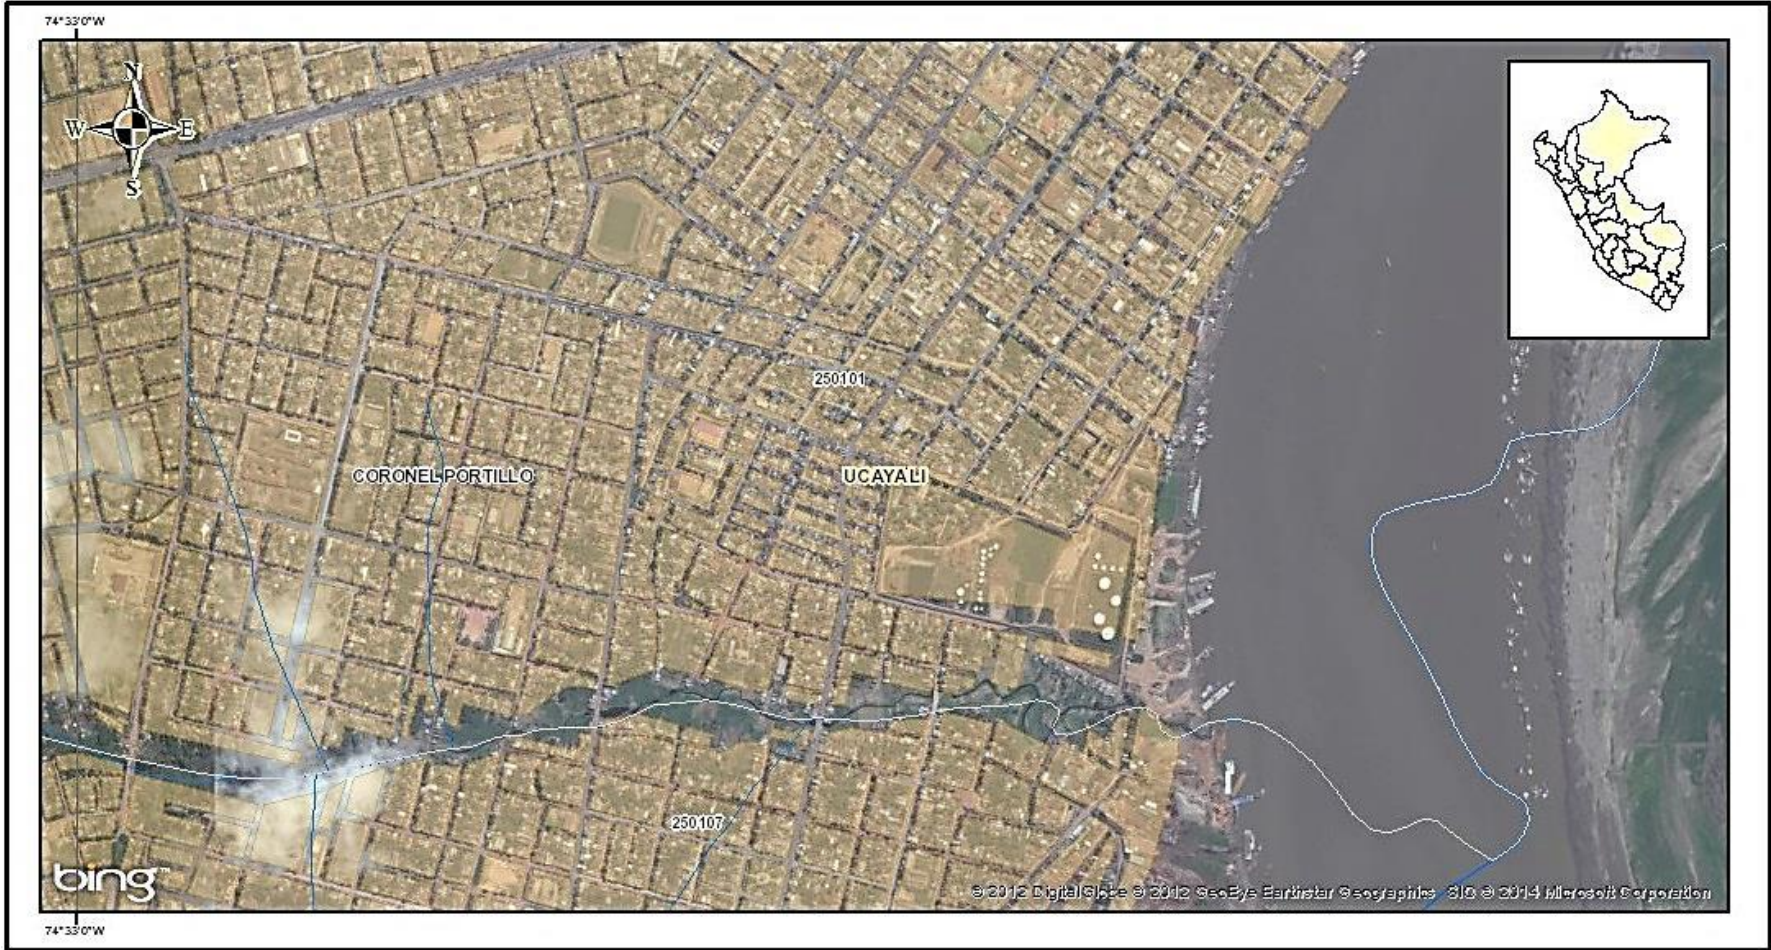 74°33'0"W
N
W E
S
250101
CORONEL PORTILLO
UCAYALI
250107
bing
© 2012 DigitalGlobe © 2012 GeoEye Earthstar Geographics SIO © 2014 Microsoft Corporation
74°33'0"W